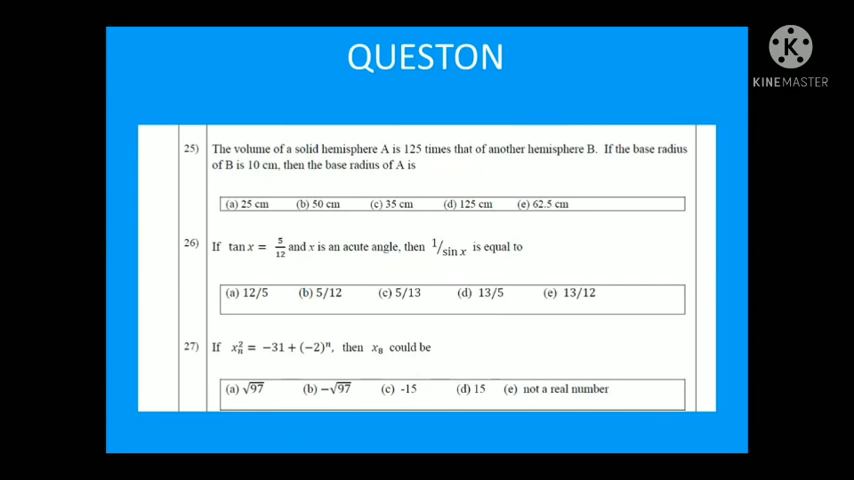 QUESTON
K
KINEMASTER
25) The volume of a solid hemisphere A is 125 times that of another hemisphere B. If the base radius
of B is 10 cm, then the base radius of A is
(a) 25 cm (b) 50 cm (c) 35 cm (d) 125 cm (e) 62.5 cm
26) If tan x = 5/12 and x is an acute angle, then 1/sin x is equal to
(a) 12/5 (b) 5/12 (c) 5/13 (d) 13/5 (e) 13/12
27) If xₙ² = −31 + (−2)ⁿ, then x₈ could be
(a) √97 (b) −√97 (c) -15 (d) 15 (e) not a real number